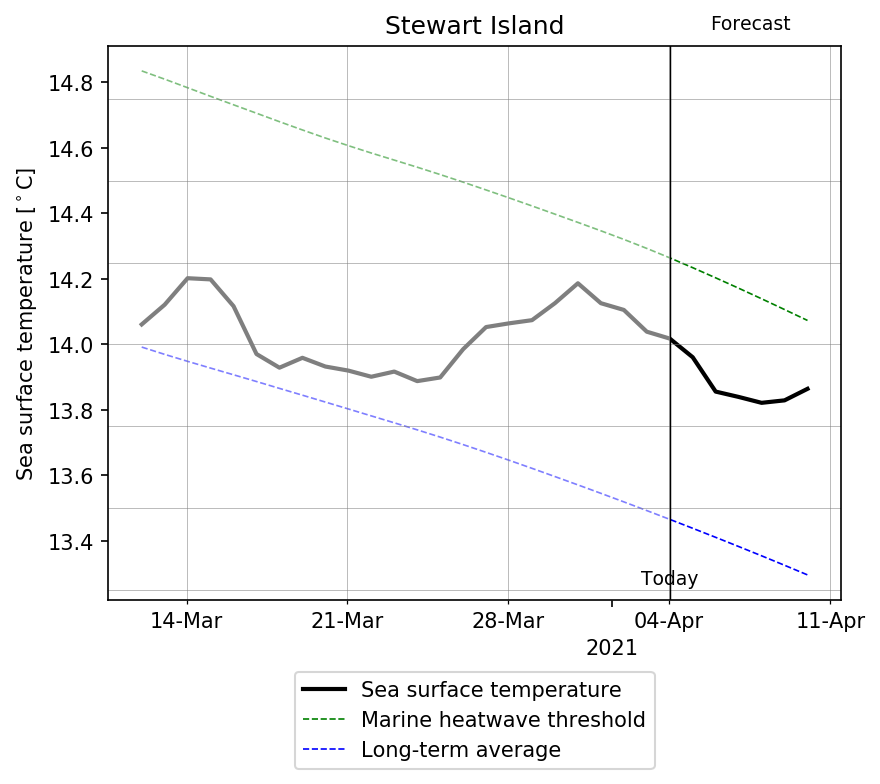 Stewart Island
Forecast
Sea surface temperature [°C]
14.8
14.6
14.4
14.2
14.0
13.8
13.6
13.4
Today
14-Mar 21-Mar 28-Mar 04-Apr 11-Apr
2021
Sea surface temperature
Marine heatwave threshold
Long-term average